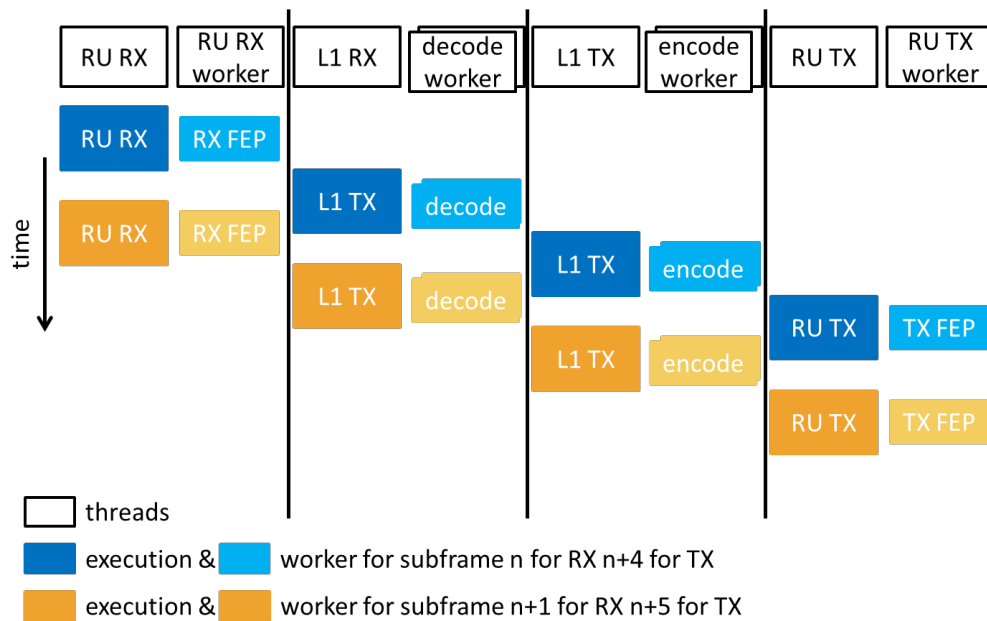 RU RX
RU RX
worker
L1 RX
decode
worker
L1 TX
encode
worker
RU TX
RU TX
worker
RU RX
RX FEP
L1 TX
decode
RU RX
RX FEP
L1 TX
encode
time
L1 TX
decode
RU TX
TX FEP
L1 TX
encode
RU TX
TX FEP
threads
execution & worker for subframe n for RX n+4 for TX
execution & worker for subframe n+1 for RX n+5 for TX